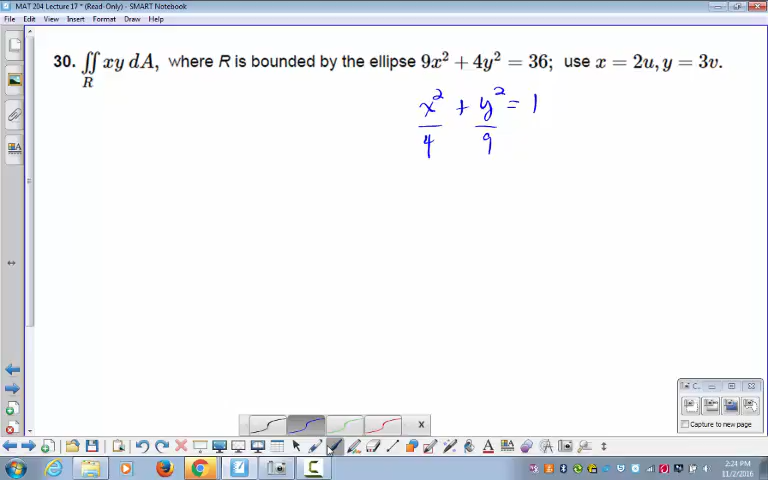 MAT 204 Lecture 17 * (Read-Only) - SMART Notebook
File Edit View Insert Format Draw Help
30. ∬_R xy dA, where R is bounded by the ellipse 9x² + 4y² = 36; use x = 2u, y = 3v.
x²/4 + y²/9 = 1
Capture to new page
2:24 PM
11/2/2016